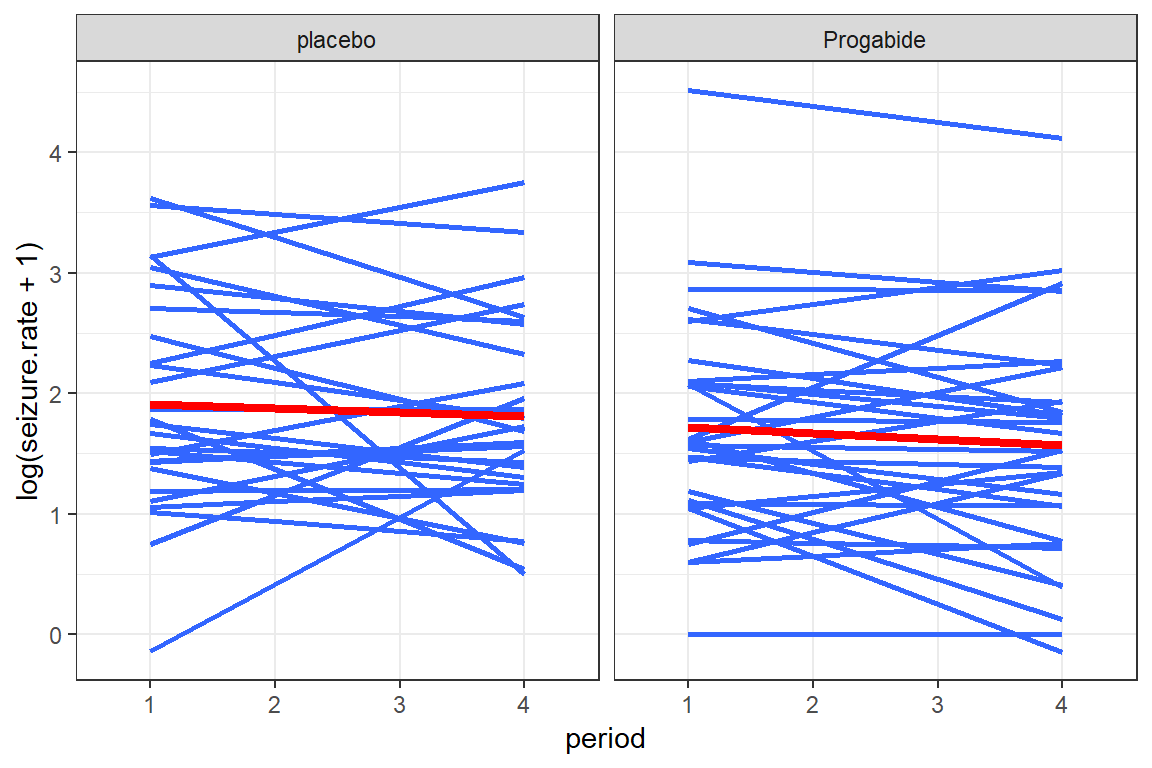 placebo
Progabide
log(seizure.rate + 1)
4
3
2
1
0
1 2 3 4
1 2 3 4
period